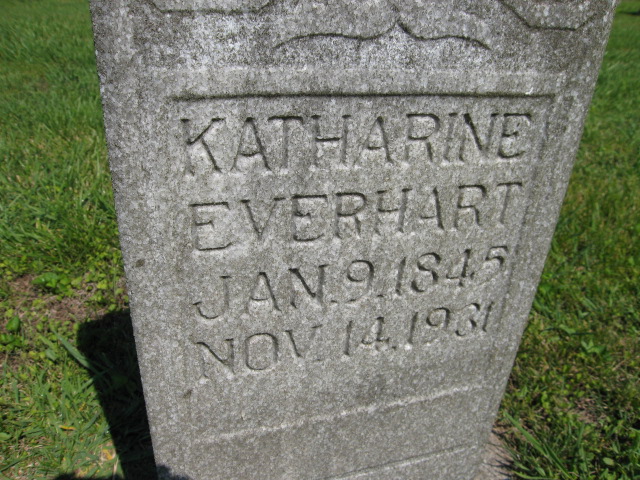 KATHARINE
EVERHART
JAN. 9. 1845
NOV. 14. 1931